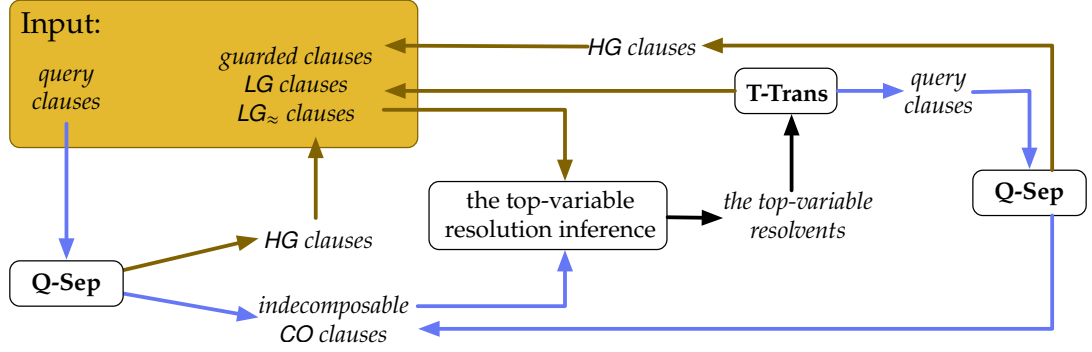 Input:
query
clauses
guarded clauses
LG clauses
LG≈ clauses
HG clauses
T-Trans
query
clauses
the top-variable
resolution inference
the top-variable
resolvents
Q-Sep
HG clauses
Q-Sep
indecomposable
CO clauses